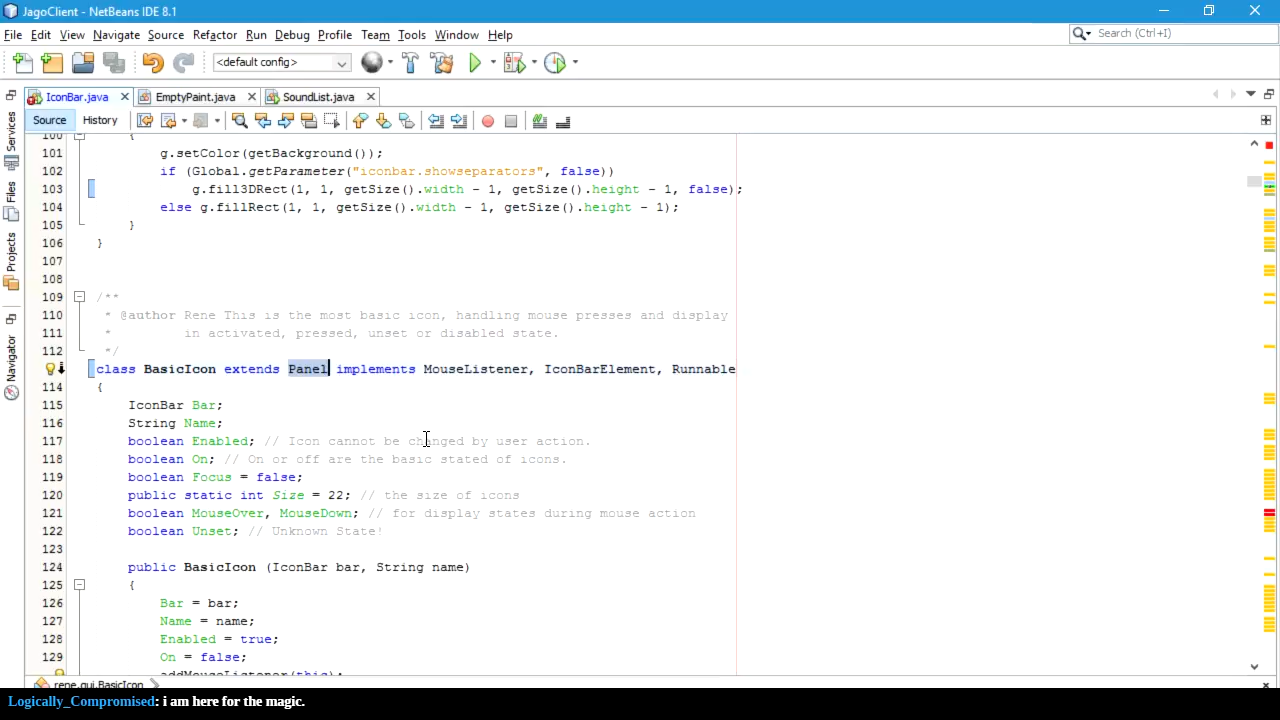 JagoClient - NetBeans IDE 8.1
File Edit View Navigate Source Refactor Run Debug Profile Team Tools Window Help
Search (Ctrl+I)
<default config>
IconBar.java EmptyPaint.java SoundList.java
Source History
Services
Files
Projects
Navigator
100 {
101 g.setColor(getBackground());
102 if (Global.getParameter("iconbar.showseparators", false))
103 g.fill3DRect(1, 1, getSize().width - 1, getSize().height - 1, false);
104 else g.fillRect(1, 1, getSize().width - 1, getSize().height - 1);
105 }
106 }
107
108
109 /**
110 * @author Rene This is the most basic icon, handling mouse presses and display
111 * in activated, pressed, unset or disabled state.
112 */
class BasicIcon extends Panel implements MouseListener, IconBarElement, Runnable
114 {
115 IconBar Bar;
116 String Name;
117 boolean Enabled; // Icon cannot be changed by user action.
118 boolean On; // On or off are the basic stated of icons.
119 boolean Focus = false;
120 public static int Size = 22; // the size of icons
121 boolean MouseOver, MouseDown; // for display states during mouse action
122 boolean Unset; // Unknown State!
123
124 public BasicIcon (IconBar bar, String name)
125 {
126 Bar = bar;
127 Name = name;
128 Enabled = true;
129 On = false;
addMouseListener(this);
rene.gui.BasicIcon
Logically_Compromised: i am here for the magic.